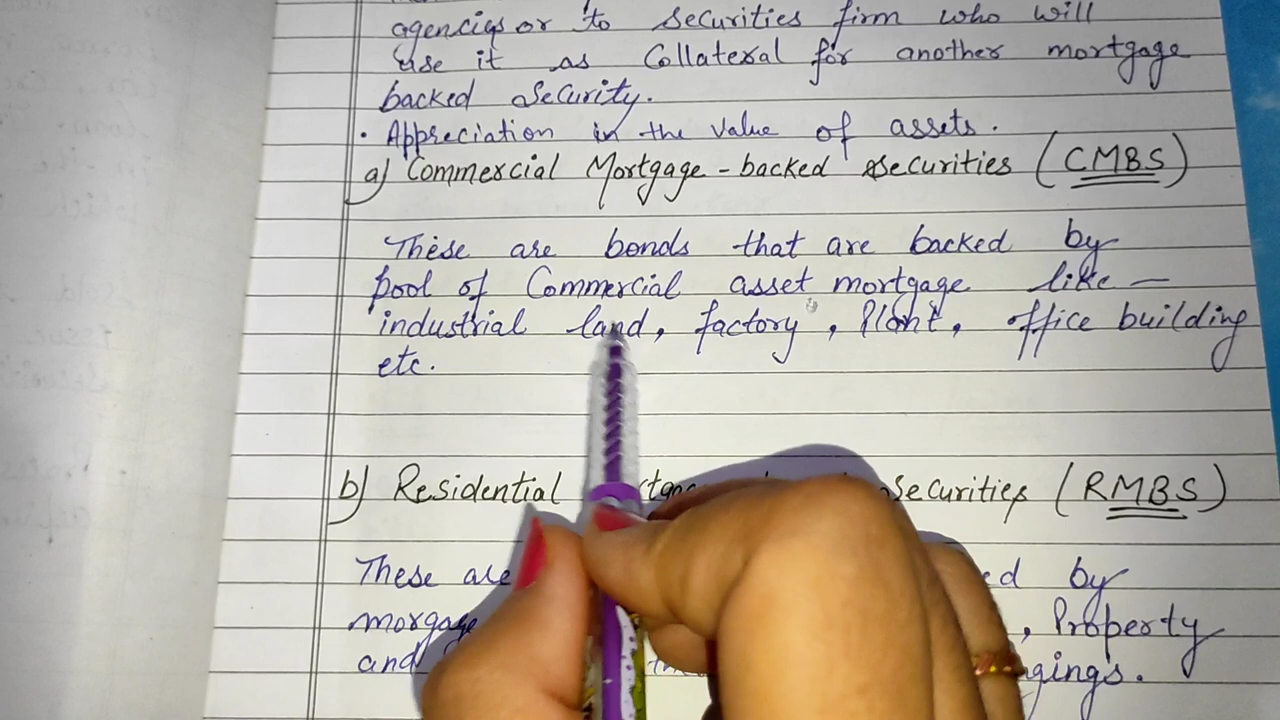 agencies or to securities firm who will
use it as Collateral for another mortgage
backed Security.
• Appreciation in the value of assets.
a) Commercial Mortgage-backed securities (CMBS)
These are bonds that are backed by
pool of Commercial asset mortgage like -
industrial land, factory, Plant, office building
etc.
b) Residential securities (RMBS)
These are by
morgage , Property
and